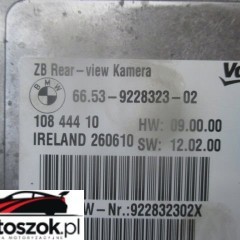 ZB Rear-view Kamera
BMW
66.53-9228323-02
108 444 10 HW: 09.00.00
IRELAND 260610 SW: 12.02.00
W-Nr.:922832302X
toszok.pl